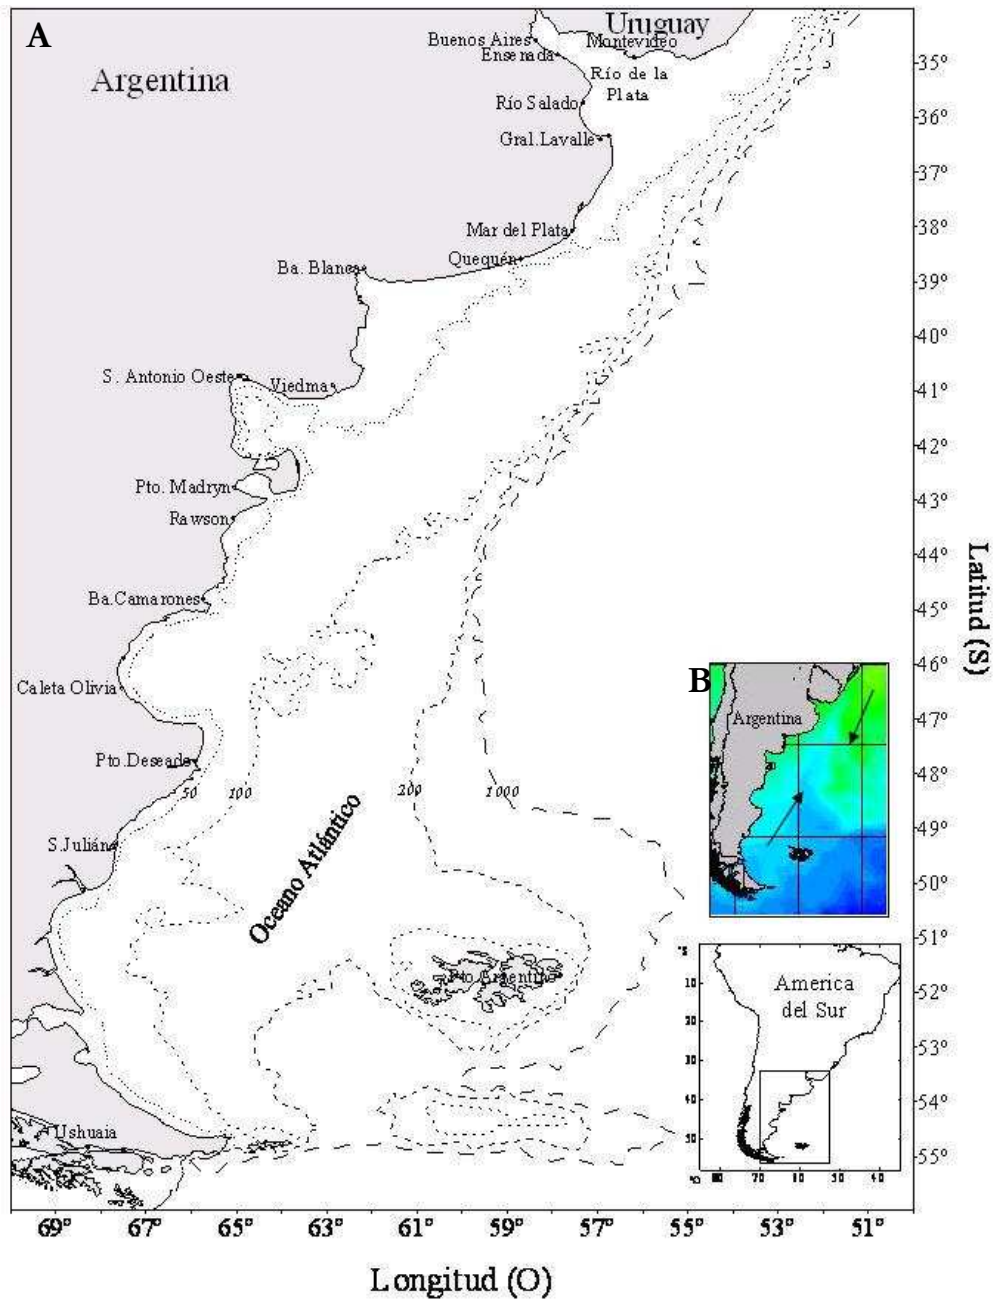 A
Uruguay
Argentina
Buenos Aires
Montevideo
Ensenada
Río de la
Plata
Río Salado
Gral.Lavalle
Mar del Plata
Quequén
Ba. Blanca
S. Antonio Oeste
Viedma
Pto. Madryn
Rawson
Ba.Camarones
Caleta Olivia
Pto.Deseado
50
100
200
1000
S.Julián
Oceano Atlántico
Pto Argentino
Ushuaia
35º
36º
37º
38º
39º
40º
41º
42º
43º
44º
45º
46º
47º
48º
49º
50º
51º
52º
53º
54º
55º
Latitud (S)
B
Argentina
America
del Sur
10
40
70
40
69º
67º
65º
63º
61º
59º
57º
55º
53º
51º
Longitud (O)